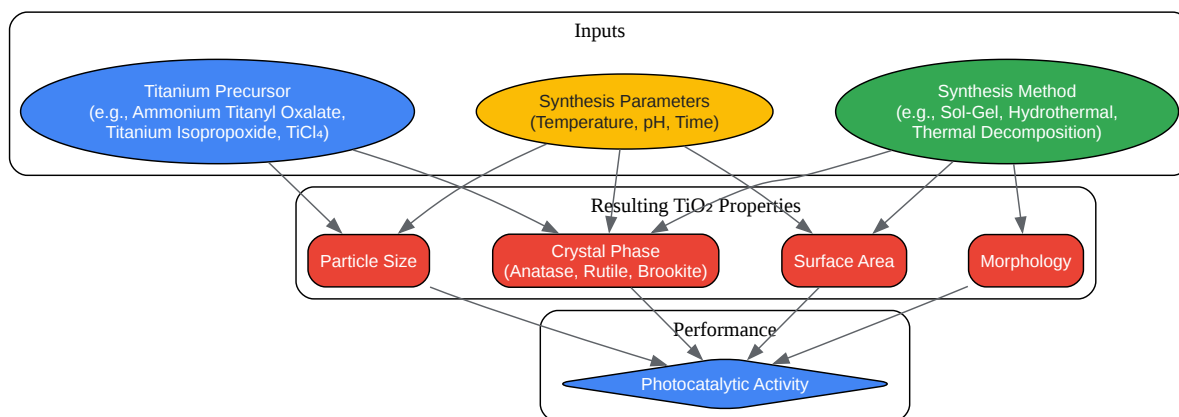 Inputs
Titanium Precursor
(e.g., Ammonium Titanyl Oxalate,
Titanium Isopropoxide, TiCl₄)
Synthesis Parameters
(Temperature, pH, Time)
Synthesis Method
(e.g., Sol-Gel, Hydrothermal,
Thermal Decomposition)
Resulting TiO₂ Properties
Particle Size
Crystal Phase
(Anatase, Rutile, Brookite)
Surface Area
Morphology
Performance
Photocatalytic Activity